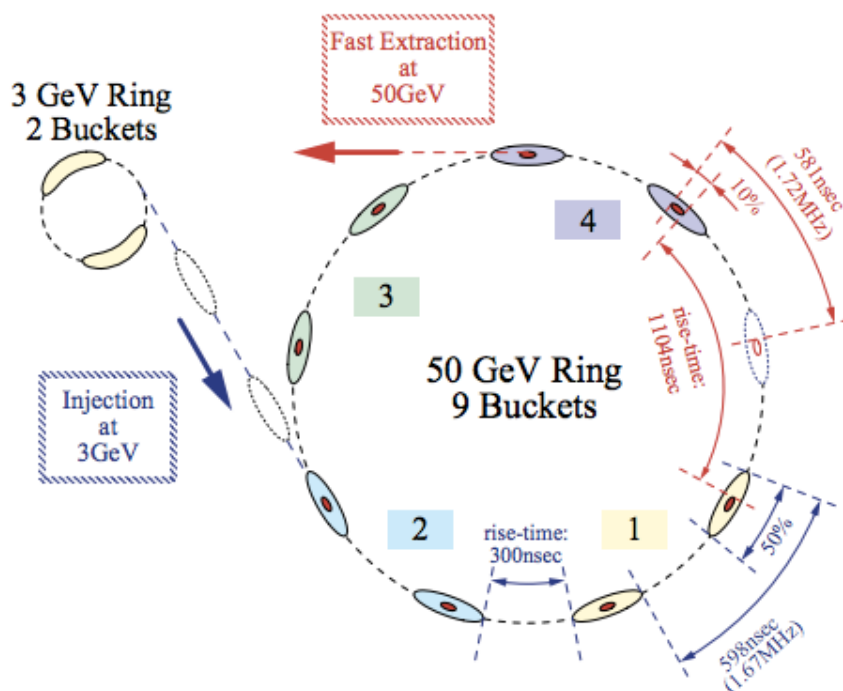 Fast Extraction
at
50GeV
3 GeV Ring
2 Buckets
581nsec
(1.72MHz)
10%
4
3
rise-time:
1104nsec
50 GeV Ring
9 Buckets
Injection
at
3GeV
2
rise-time:
300nsec
1
50%
598nsec
(1.67MHz)